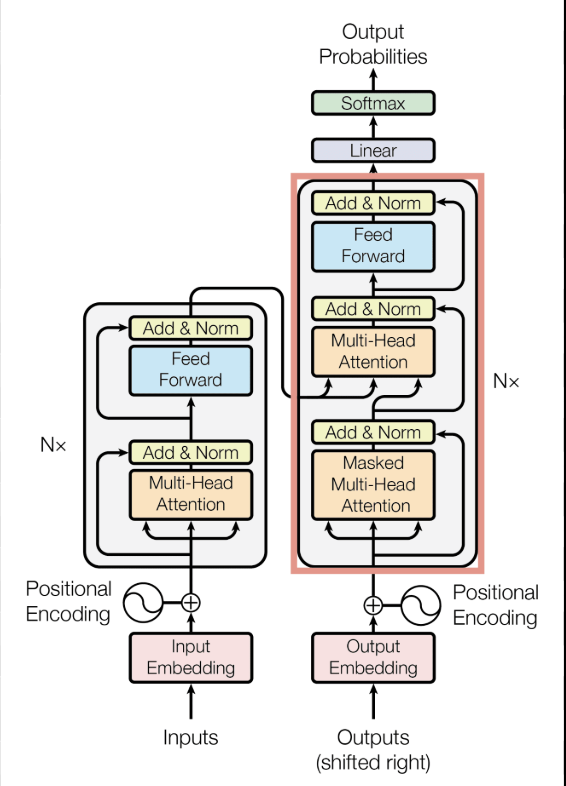 Output
Probabilities
Softmax
Linear
Add & Norm
Feed
Forward
Add & Norm
Multi-Head
Attention
Add & Norm
Masked
Multi-Head
Attention
N×
Positional
Encoding
Output
Embedding
Outputs
(shifted right)
Add & Norm
Feed
Forward
Add & Norm
Multi-Head
Attention
N×
Positional
Encoding
Input
Embedding
Inputs